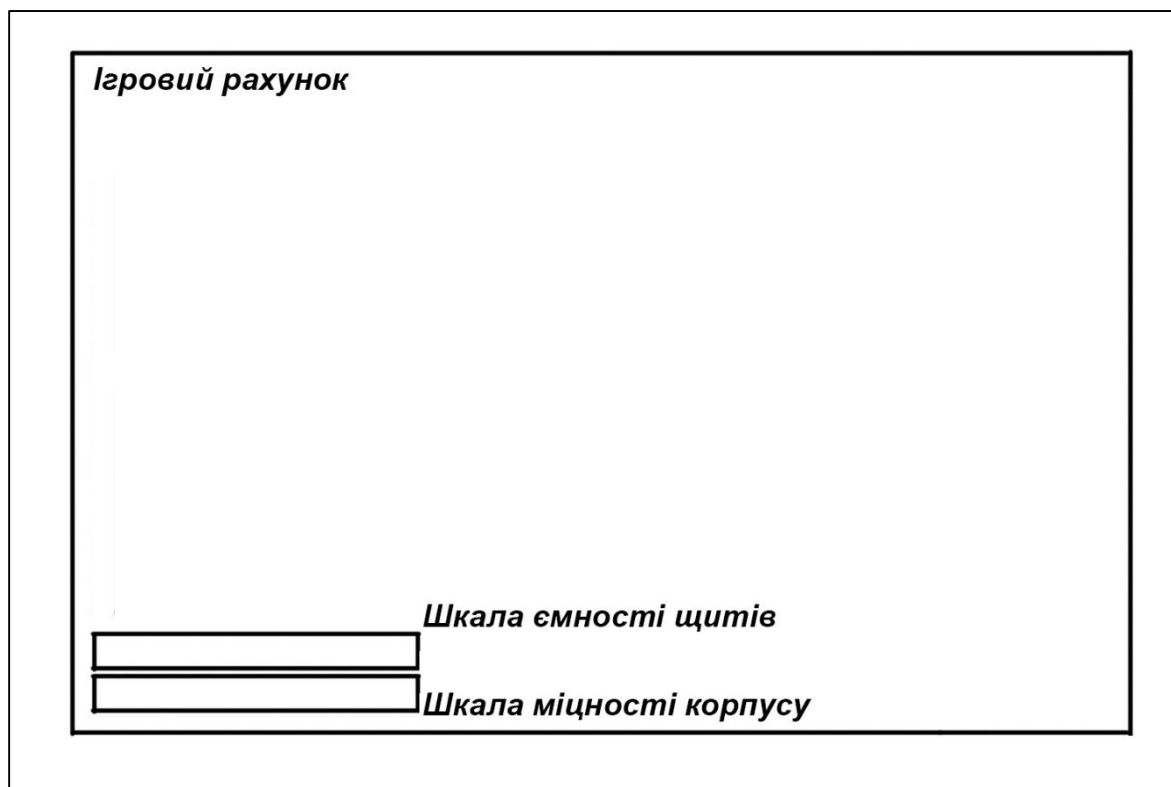 Ігровий рахунок
Шкала ємності щитів
Шкала міцності корпусу